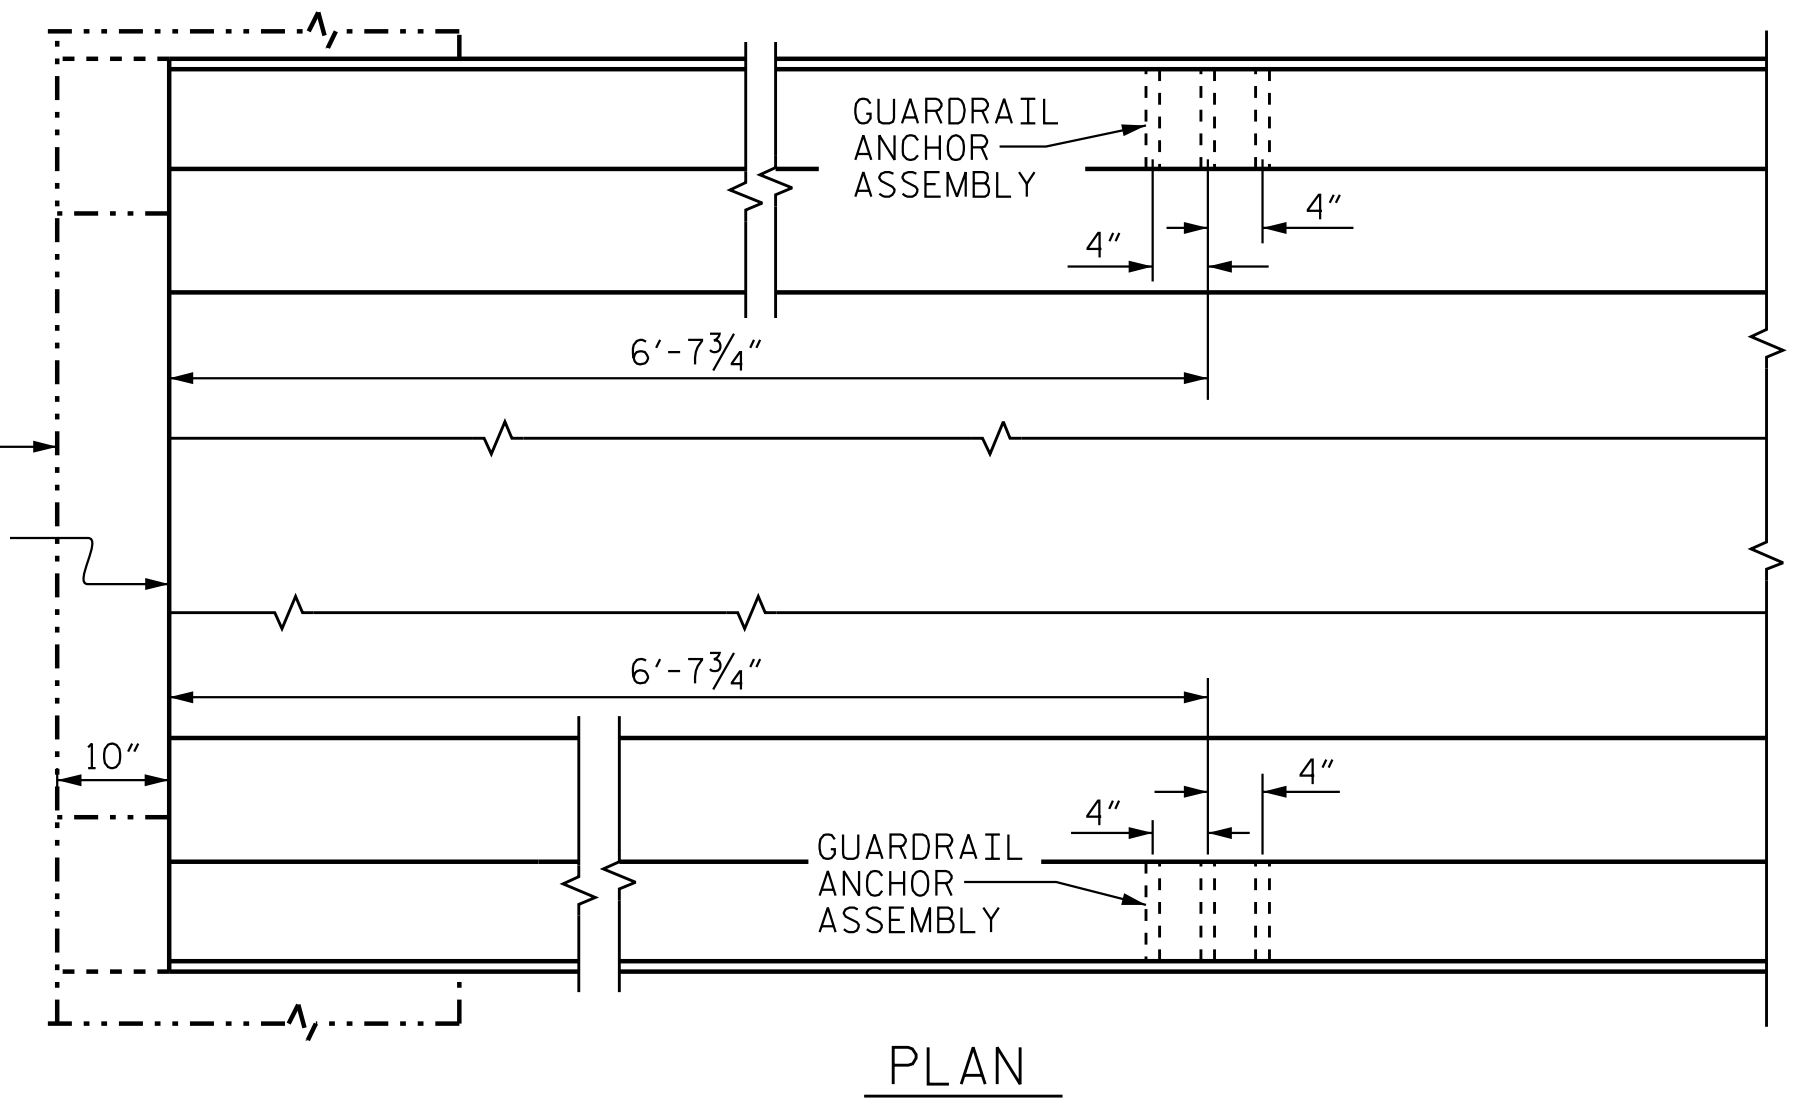 GUARDRAIL
ANCHOR
ASSEMBLY
4"
4"
6'-7¾"
6'-7¾"
10"
4"
4"
GUARDRAIL
ANCHOR
ASSEMBLY
PLAN